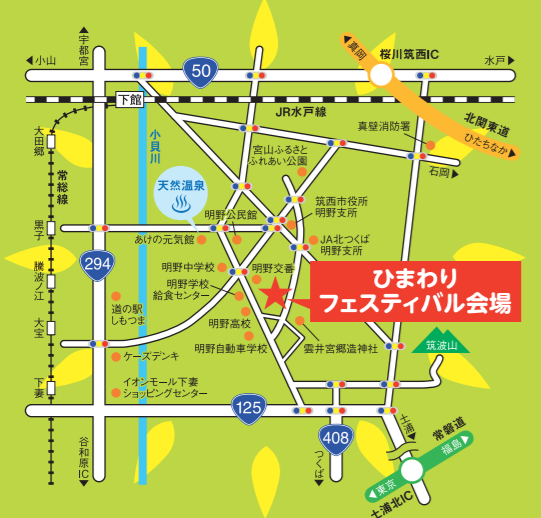 宇都宮
小山
50
真岡
桜川筑西IC
水戸
下館
JR水戸線
北関東道
ひたちなか
大田郷
常総線
小貝川
真壁消防署
宮山ふるさと
ふれあい公園
石岡
天然温泉
筑西市役所
明野支所
明野公民館
黒子
あけの元気館
JA北つくば
明野支所
294
明野中学校
明野交番
ひまわり
フェスティバル会場
騰波ノ江
明野学校
給食センター
道の駅
しもつま
大宝
明野高校
雲井宮郷造神社
筑波山
明野自動車学校
ケーズデンキ
下妻
イオンモール下妻
ショッピングセンター
125
408
土浦
常磐道
福島
東京
谷和原IC
つくば
土浦北IC